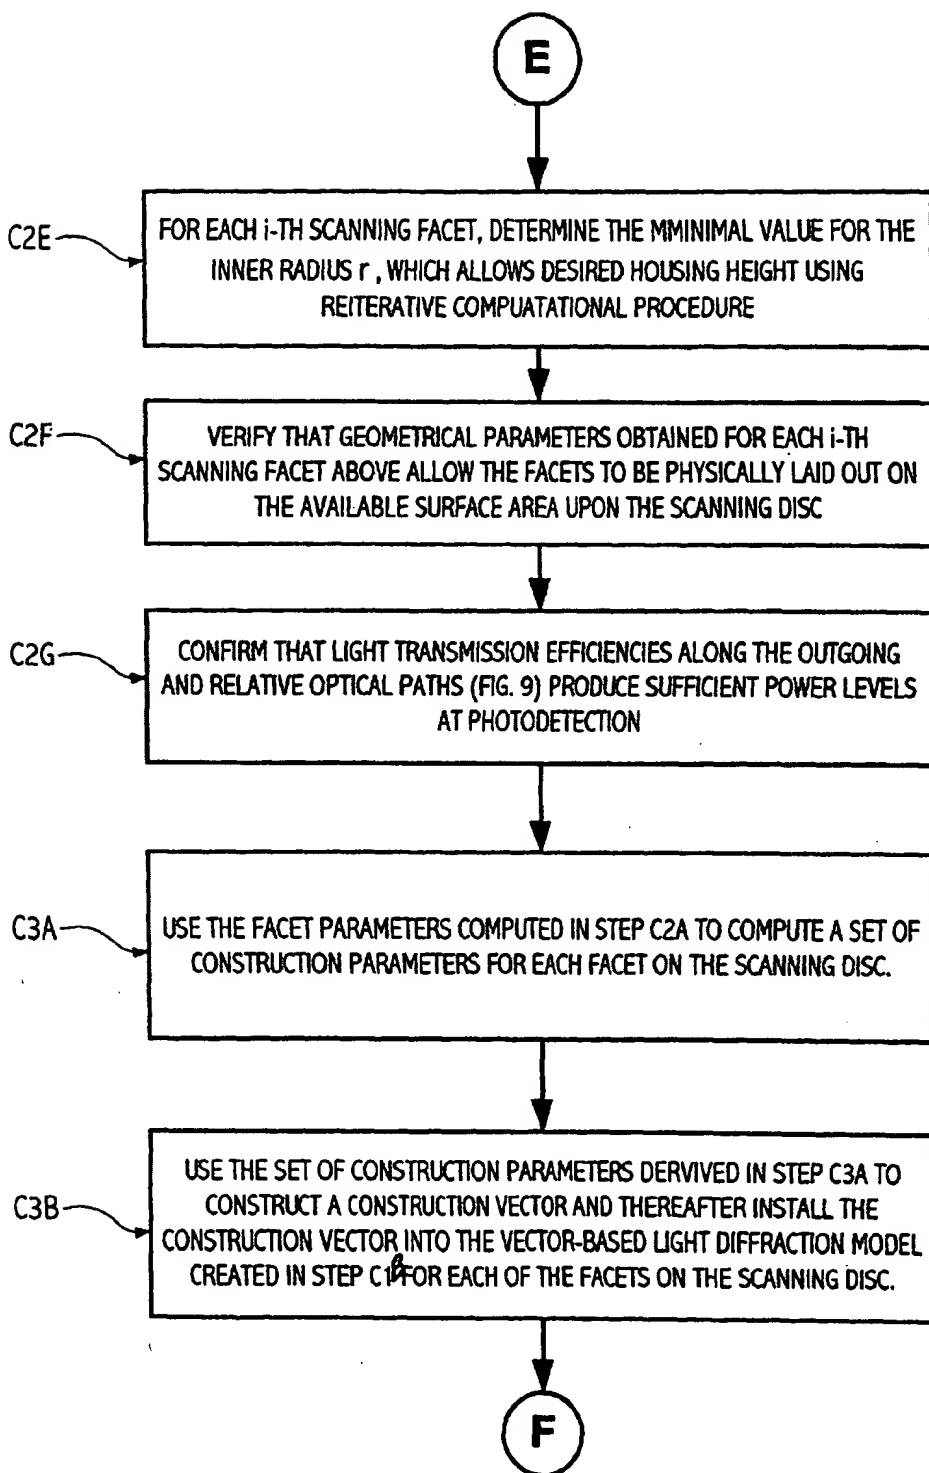 E
C2E
FOR EACH i-TH SCANNING FACET, DETERMINE THE MMINIMAL VALUE FOR THE
INNER RADIUS r, WHICH ALLOWS DESIRED HOUSING HEIGHT USING
REITERATIVE COMPUATATIONAL PROCEDURE
C2F
VERIFY THAT GEOMETRICAL PARAMETERS OBTAINED FOR EACH i-TH
SCANNING FACET ABOVE ALLOW THE FACETS TO BE PHYSICALLY LAID OUT ON
THE AVAILABLE SURFACE AREA UPON THE SCANNING DISC
C2G
CONFIRM THAT LIGHT TRANSMISSION EFFICIENCIES ALONG THE OUTGOING
AND RELATIVE OPTICAL PATHS (FIG. 9) PRODUCE SUFFICIENT POWER LEVELS
AT PHOTODETECTION
C3A
USE THE FACET PARAMETERS COMPUTED IN STEP C2A TO COMPUTE A SET OF
CONSTRUCTION PARAMETERS FOR EACH FACET ON THE SCANNING DISC.
C3B
USE THE SET OF CONSTRUCTION PARAMETERS DERVIVED IN STEP C3A TO
CONSTRUCT A CONSTRUCTION VECTOR AND THEREAFTER INSTALL THE
CONSTRUCTION VECTOR INTO THE VECTOR-BASED LIGHT DIFFRACTION MODEL
CREATED IN STEP C1B FOR EACH OF THE FACETS ON THE SCANNING DISC.
F